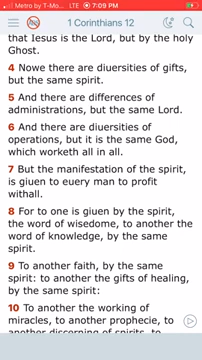 Metro by T-Mo... 7:09 PM
1 Corinthians 12
that Jesus is the Lord, but by the holy
Ghost.
4 Nowe there are diuersities of gifts,
but the same spirit.
5 And there are differences of
administrations, but the same Lord.
6 And there are diuersities of
operations, but it is the same God,
which worketh all in all.
7 But the manifestation of the spirit,
is giuen to euery man to profit
withall.
8 For to one is giuen by the spirit,
the word of wisedome, to another the
word of knowledge, by the same
spirit.
9 To another faith, by the same
spirit: to another the gifts of healing,
by the same spirit:
10 To another the working of
miracles, to another prophecie, to
another discerning of spirits, to